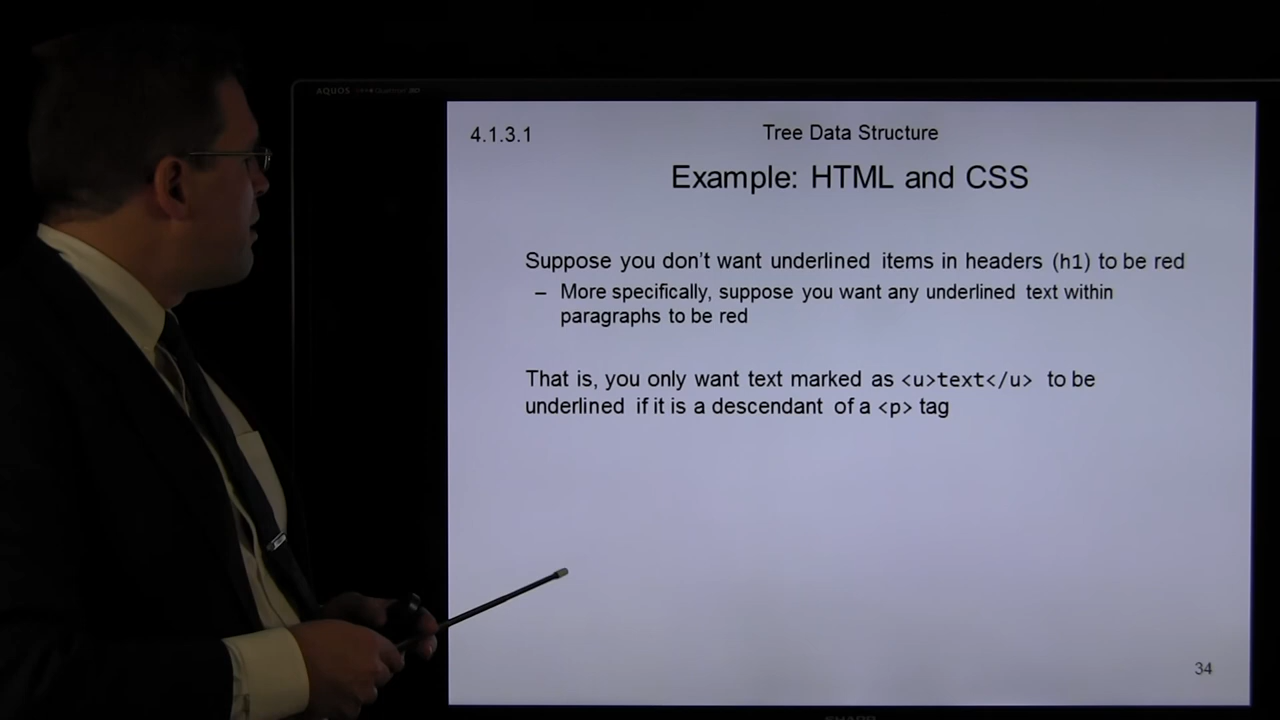 AQUOS
4.1.3.1
Tree Data Structure
Example: HTML and CSS
Suppose you don't want underlined items in headers (h1) to be red
– More specifically, suppose you want any underlined text within
paragraphs to be red
That is, you only want text marked as <u>text</u> to be
underlined if it is a descendant of a <p> tag
34